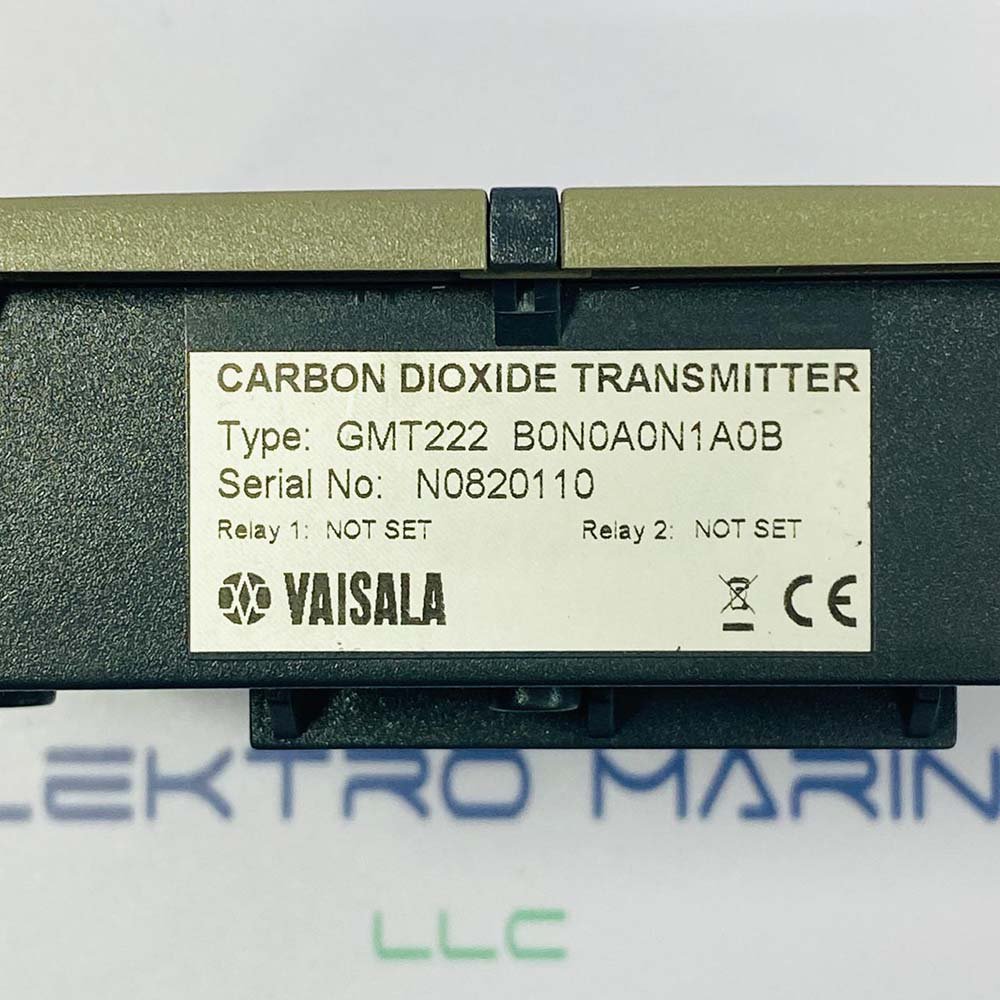 CARBON DIOXIDE TRANSMITTER
Type: GMT222 B0N0A0N1A0B
Serial No: N0820110
Relay 1: NOT SET Relay 2: NOT SET
VAISALA CE
LEKTRO MARIN
LLC